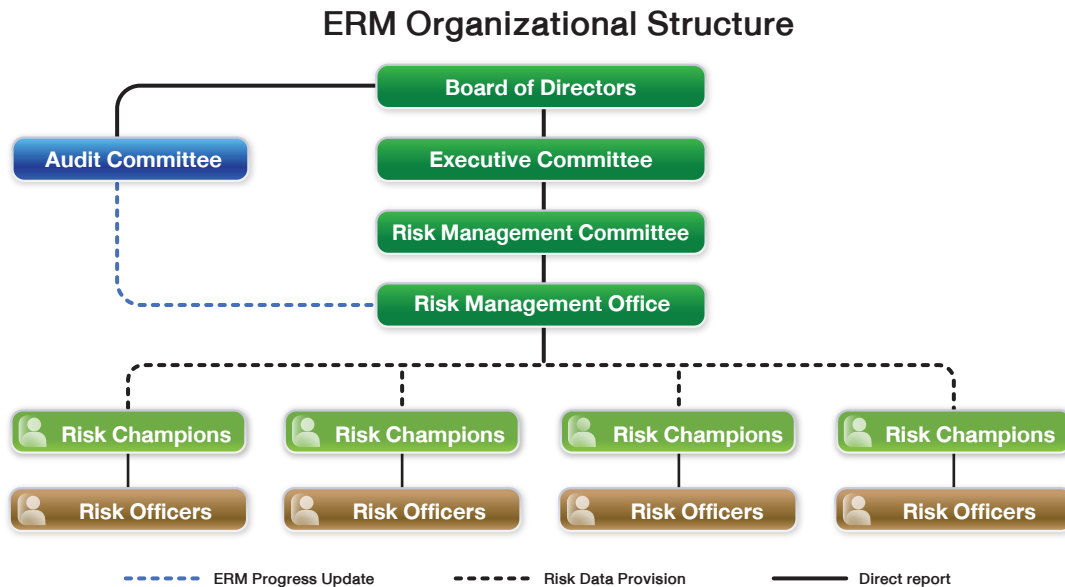 ERM Organizational Structure
Board of Directors
Audit Committee
Executive Committee
Risk Management Committee
Risk Management Office
Risk Champions
Risk Champions
Risk Champions
Risk Champions
Risk Officers
Risk Officers
Risk Officers
Risk Officers
ERM Progress Update
Risk Data Provision
Direct report